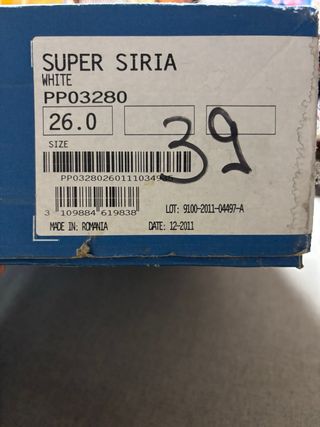 SUPER SIRIA
WHITE
PP03280
26.0
39
SIZE
3 109884 619838
LOT: 9100-2011-04497-A
MADE IN: ROMANIA
DATE: 12-2011